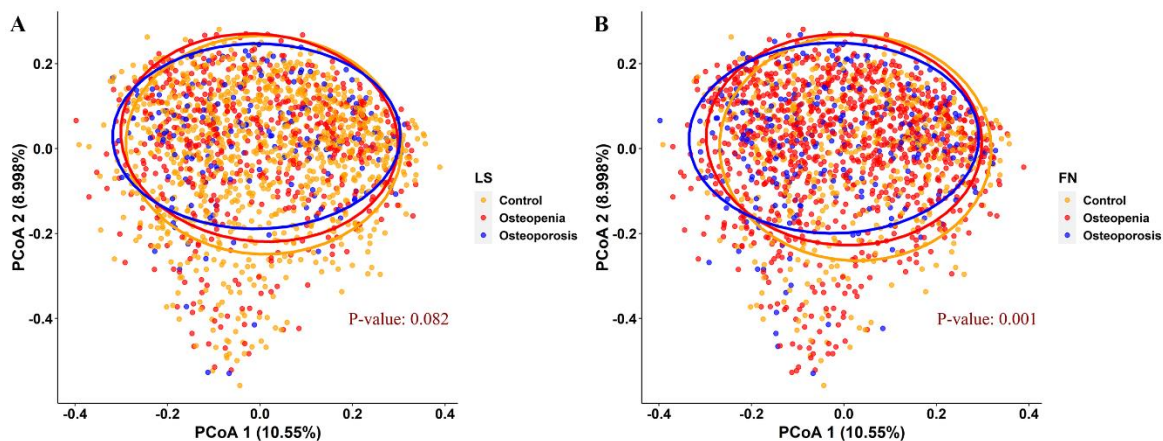 A
0.2
0.0
-0.2
-0.4
PCoA 2 (8.998%)
-0.4
-0.2
0.0
0.2
0.4
PCoA 1 (10.55%)
P-value: 0.082
LS
Control
Osteopenia
Osteoporosis
B
0.2
0.0
-0.2
-0.4
PCoA 2 (8.998%)
-0.4
-0.2
0.0
0.2
0.4
PCoA 1 (10.55%)
P-value: 0.001
FN
Control
Osteopenia
Osteoporosis